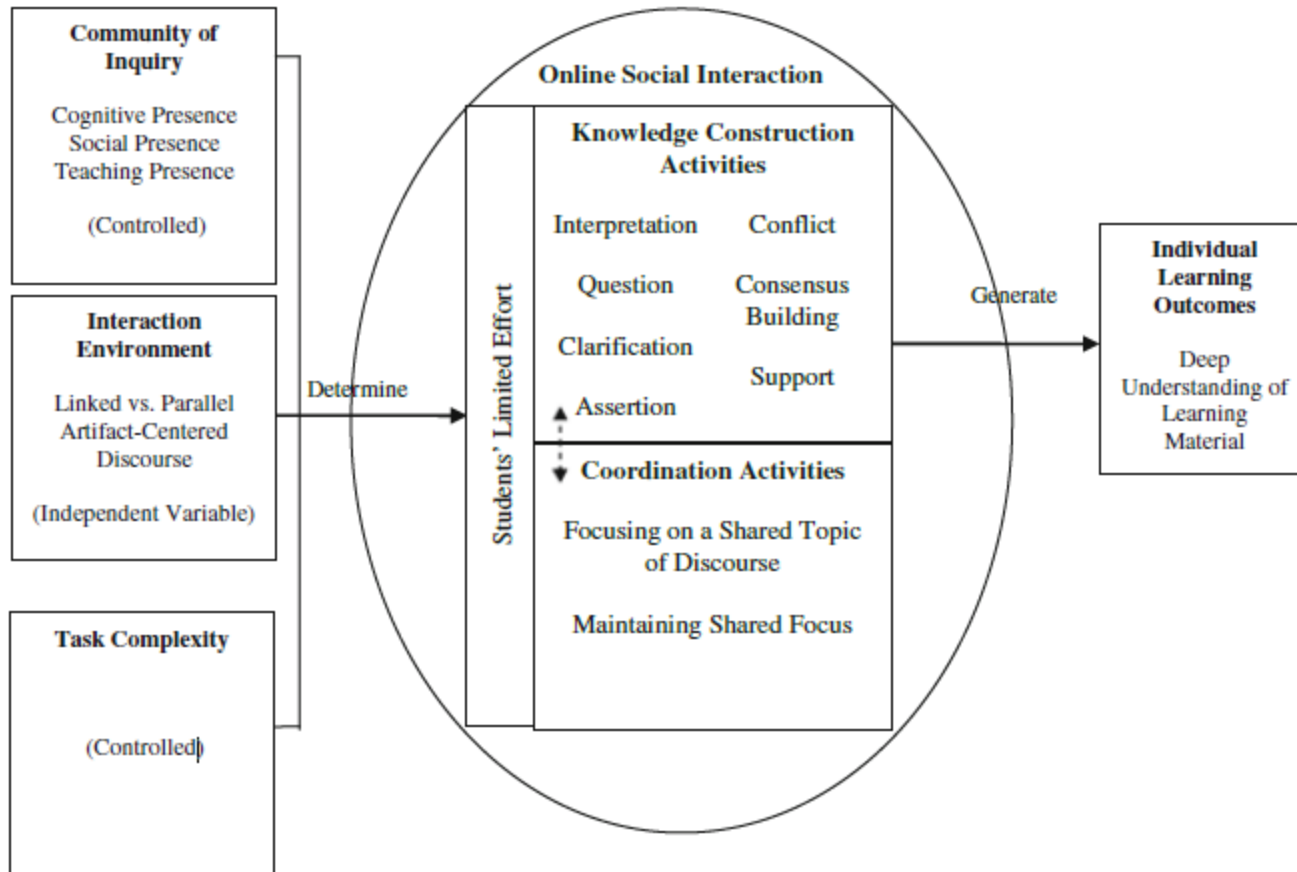 Community of
Inquiry
Cognitive Presence
Social Presence
Teaching Presence
(Controlled)
Interaction
Environment
Linked vs. Parallel
Artifact-Centered
Discourse
(Independent Variable)
Task Complexity
(Controlled)
Determine
Online Social Interaction
Students' Limited Effort
Knowledge Construction
Activities
Interpretation
Question
Clarification
Assertion
Conflict
Consensus
Building
Support
Coordination Activities
Focusing on a Shared Topic
of Discourse
Maintaining Shared Focus
Generate
Individual
Learning
Outcomes
Deep
Understanding of
Learning
Material